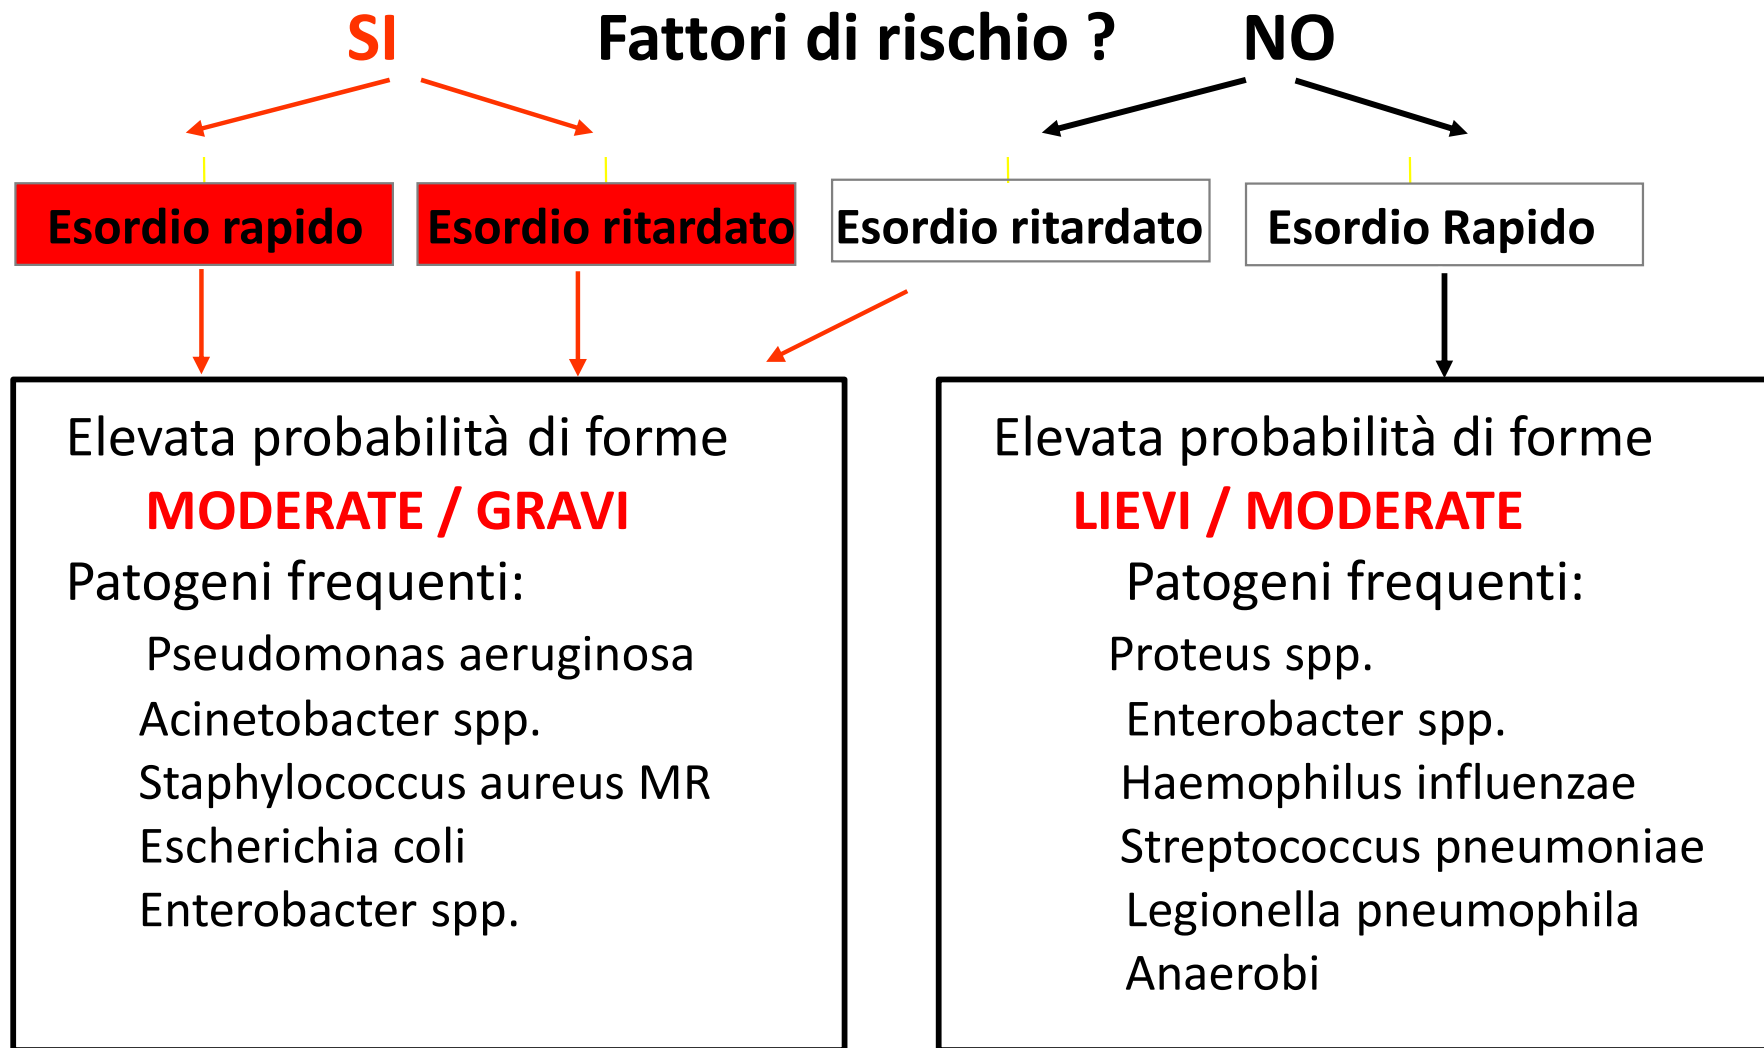 SI Fattori di rischio ? NO
Esordio rapido
Esordio ritardato
Esordio ritardato
Esordio Rapido
Elevata probabilità di forme
MODERATE / GRAVI
Patogeni frequenti:
Pseudomonas aeruginosa
Acinetobacter spp.
Staphylococcus aureus MR
Escherichia coli
Enterobacter spp.
Elevata probabilità di forme
LIEVI / MODERATE
Patogeni frequenti:
Proteus spp.
Enterobacter spp.
Haemophilus influenzae
Streptococcus pneumoniae
Legionella pneumophila
Anaerobi